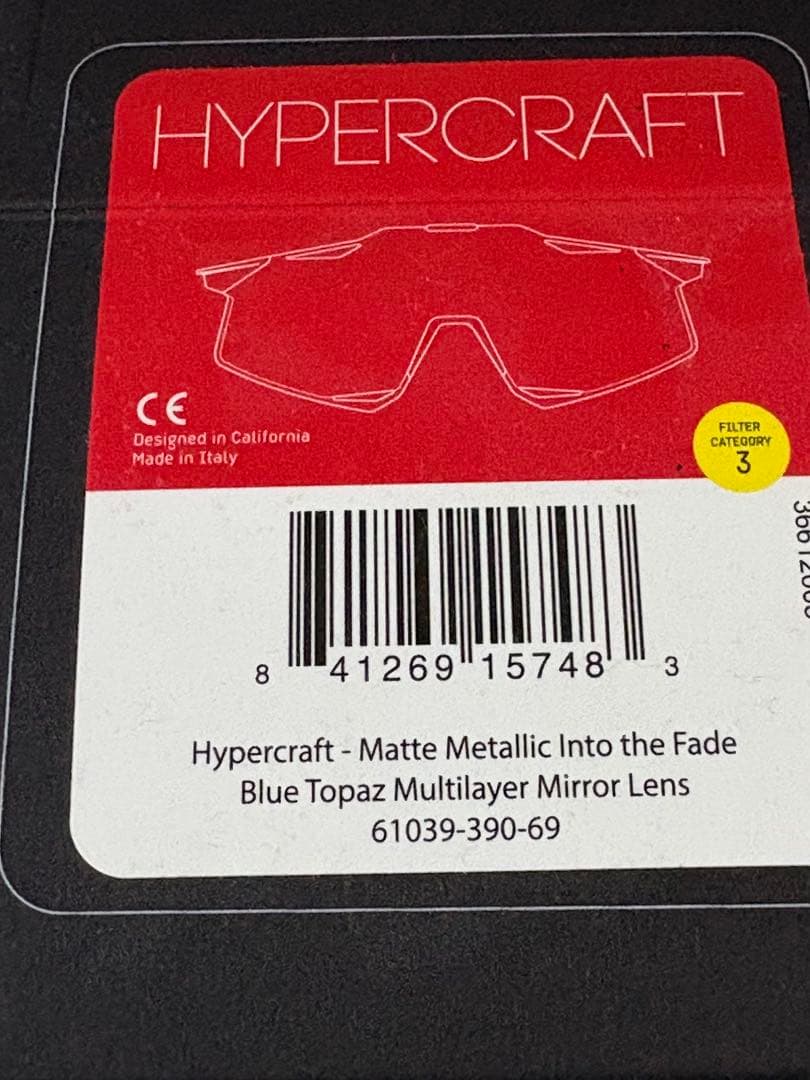 HYPERCRAFT
CE
Designed in California
Made in Italy
FILTER
CATEGORY
3
8 41269 15748 3
Hypercraft - Matte Metallic Into the Fade
Blue Topaz Multilayer Mirror Lens
61039-390-69